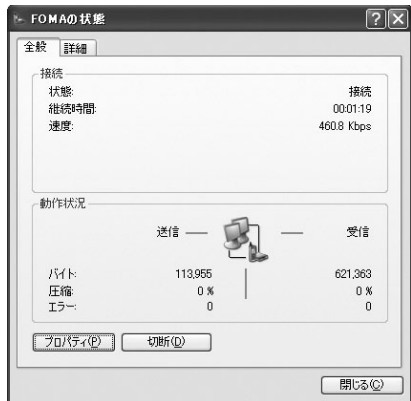 FOMAの状態
全般 詳細
接続
状態: 接続
継続時間: 00:01:19
速度: 460.8 Kbps
動作状況
送信 — — 受信
バイト: 113,955 621,363
圧縮: 0 % 0 %
エラー: 0 0
プロパティ(P) 切断(D)
閉じる(C)